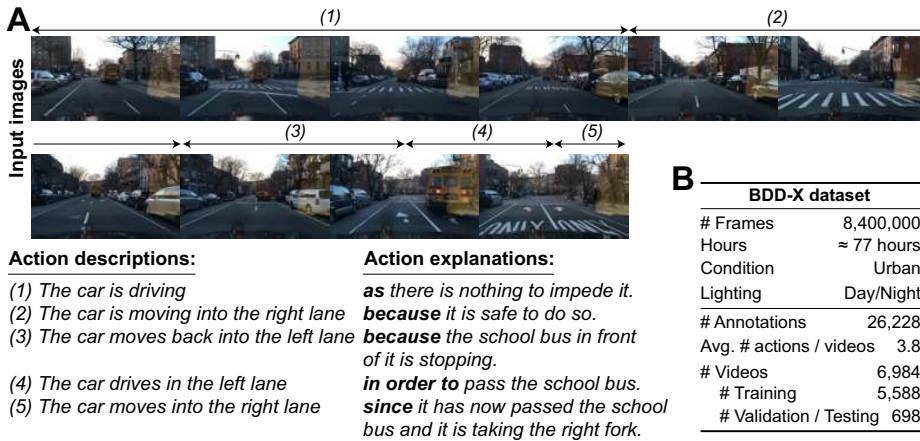 A
(1)
(2)
Input images
(3)
(4)
(5)
SCHOOL
ONLY
Action descriptions:
(1) The car is driving
(2) The car is moving into the right lane
(3) The car moves back into the left lane
(4) The car drives in the left lane
(5) The car moves into the right lane
Action explanations:
as there is nothing to impede it.
because it is safe to do so.
because the school bus in front
of it is stopping.
in order to pass the school bus.
since it has now passed the school
bus and it is taking the right fork.
B
BDD-X dataset
# Frames 8,400,000
Hours ≈ 77 hours
Condition Urban
Lighting Day/Night
# Annotations 26,228
Avg. # actions / videos 3.8
# Videos 6,984
# Training 5,588
# Validation / Testing 698